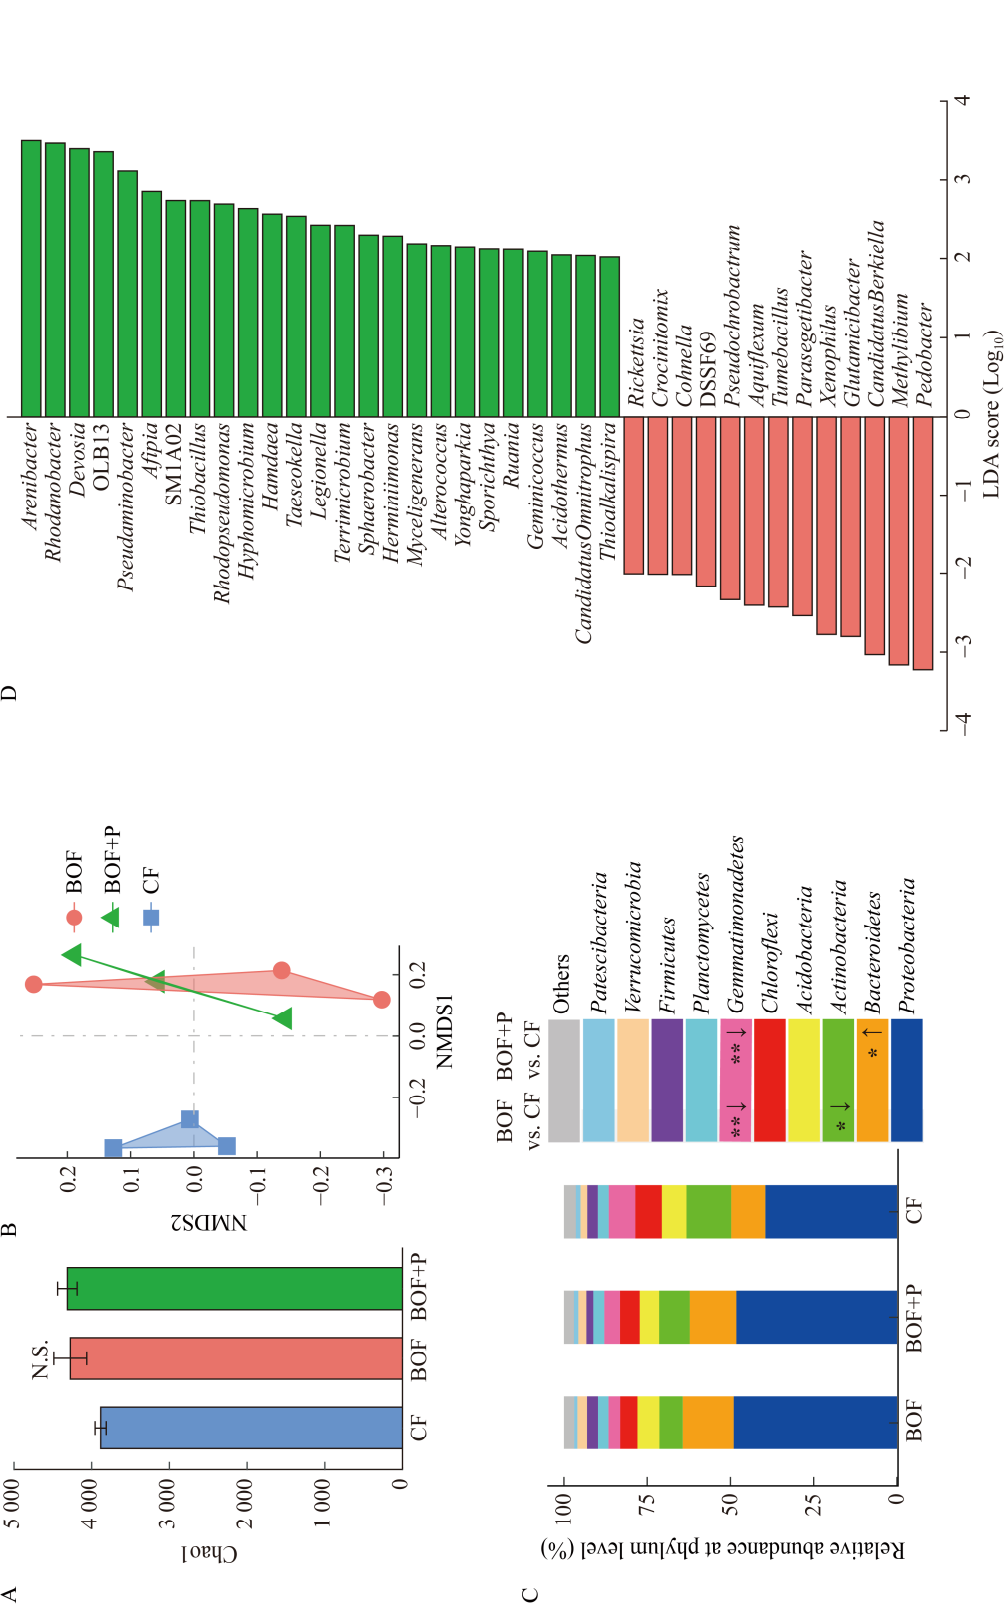 A
Chao1
5 000
4 000
3 000
2 000
1 000
0
N.S.
CF
BOF
BOF+P
B
NMDS2
0.2
0.1
0.0
−0.1
−0.2
−0.3
−0.2
0.0
0.2
NMDS1
BOF
BOF+P
CF
C
Relative abundance at phylum level (%)
100
75
50
25
0
BOF
BOF+P
CF
BOF
vs. CF
BOF+P
vs. CF
Others
Patescibacteria
Verrucomicrobia
Firmicutes
Planctomycetes
** ↓ ** ↓ Gemmatimonadetes
Chloroflexi
Acidobacteria
* ↓ Actinobacteria
* ↑ Bacteroidetes
Proteobacteria
D
Arenibacter
Rhodanobacter
Devosia
OLB13
Pseudaminobacter
Afipia
SM1A02
Thiobacillus
Rhodopseudomonas
Hyphomicrobium
Hamdaea
Taeseokella
Legionella
Terrimicrobium
Sphaerobacter
Herminiimonas
Myceligenerans
Alterococcus
Yonghaparkia
Sporichthya
Ruania
Geminicoccus
Acidothermus
CandidatusOmnitrophus
Thioalkalispira
Rickettsia
Crocinitomix
Cohnella
DSSF69
Pseudochrobactrum
Aquiflexum
Tumebacillus
Parasegetibacter
Xenophilus
Glutamicibacter
CandidatusBerkiella
Methylibium
Pedobacter
−4
−3
−2
−1
0
1
2
3
4
LDA score (Log₁₀)